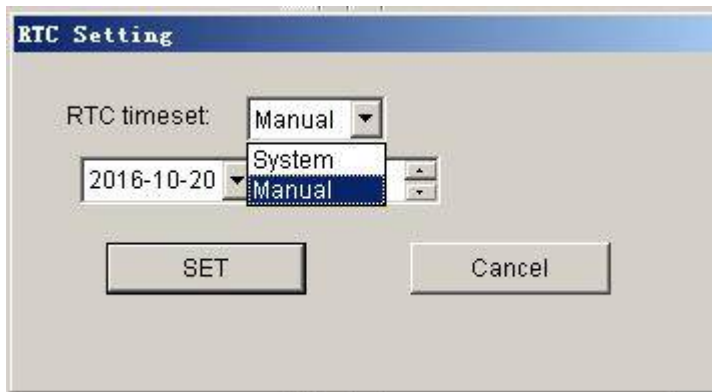 RTC Setting
RTC timeset: Manual
System
2016-10-20 Manual
SET Cancel